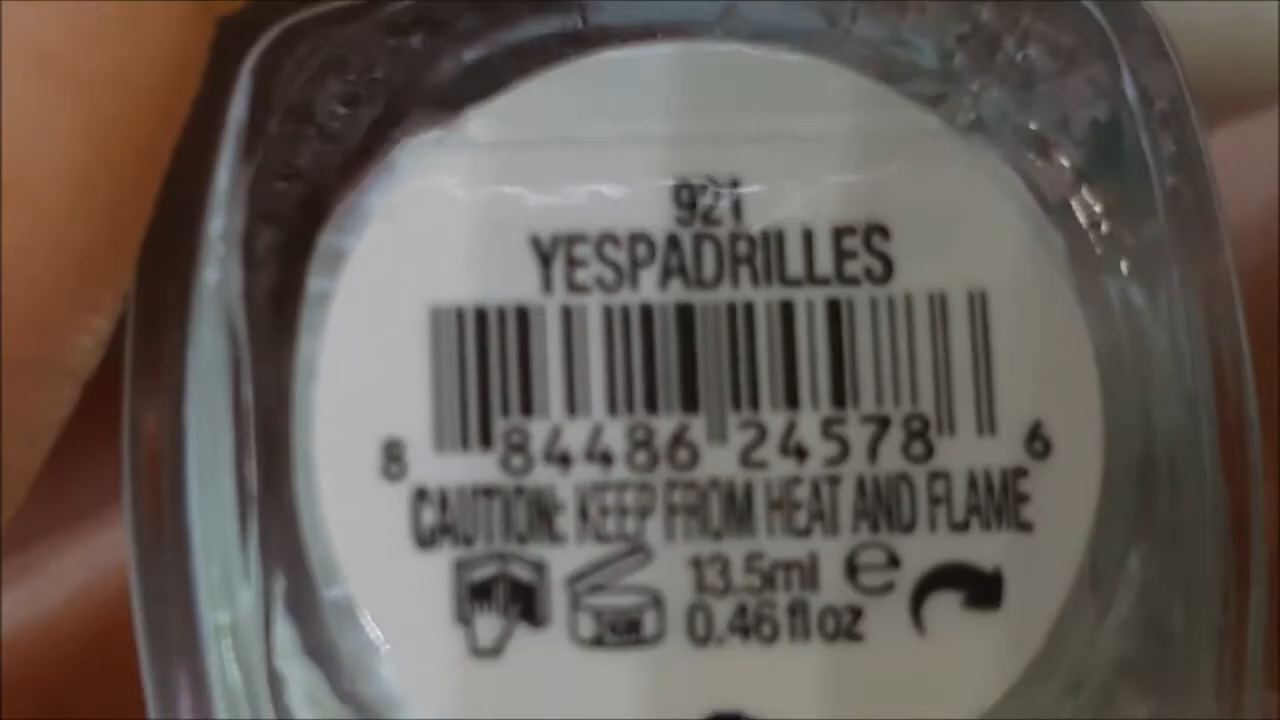 921
YESPADRILLES
8 84486 24578 6
CAUTION: KEEP FROM HEAT AND FLAME
13.5ml e
0.46 fl oz